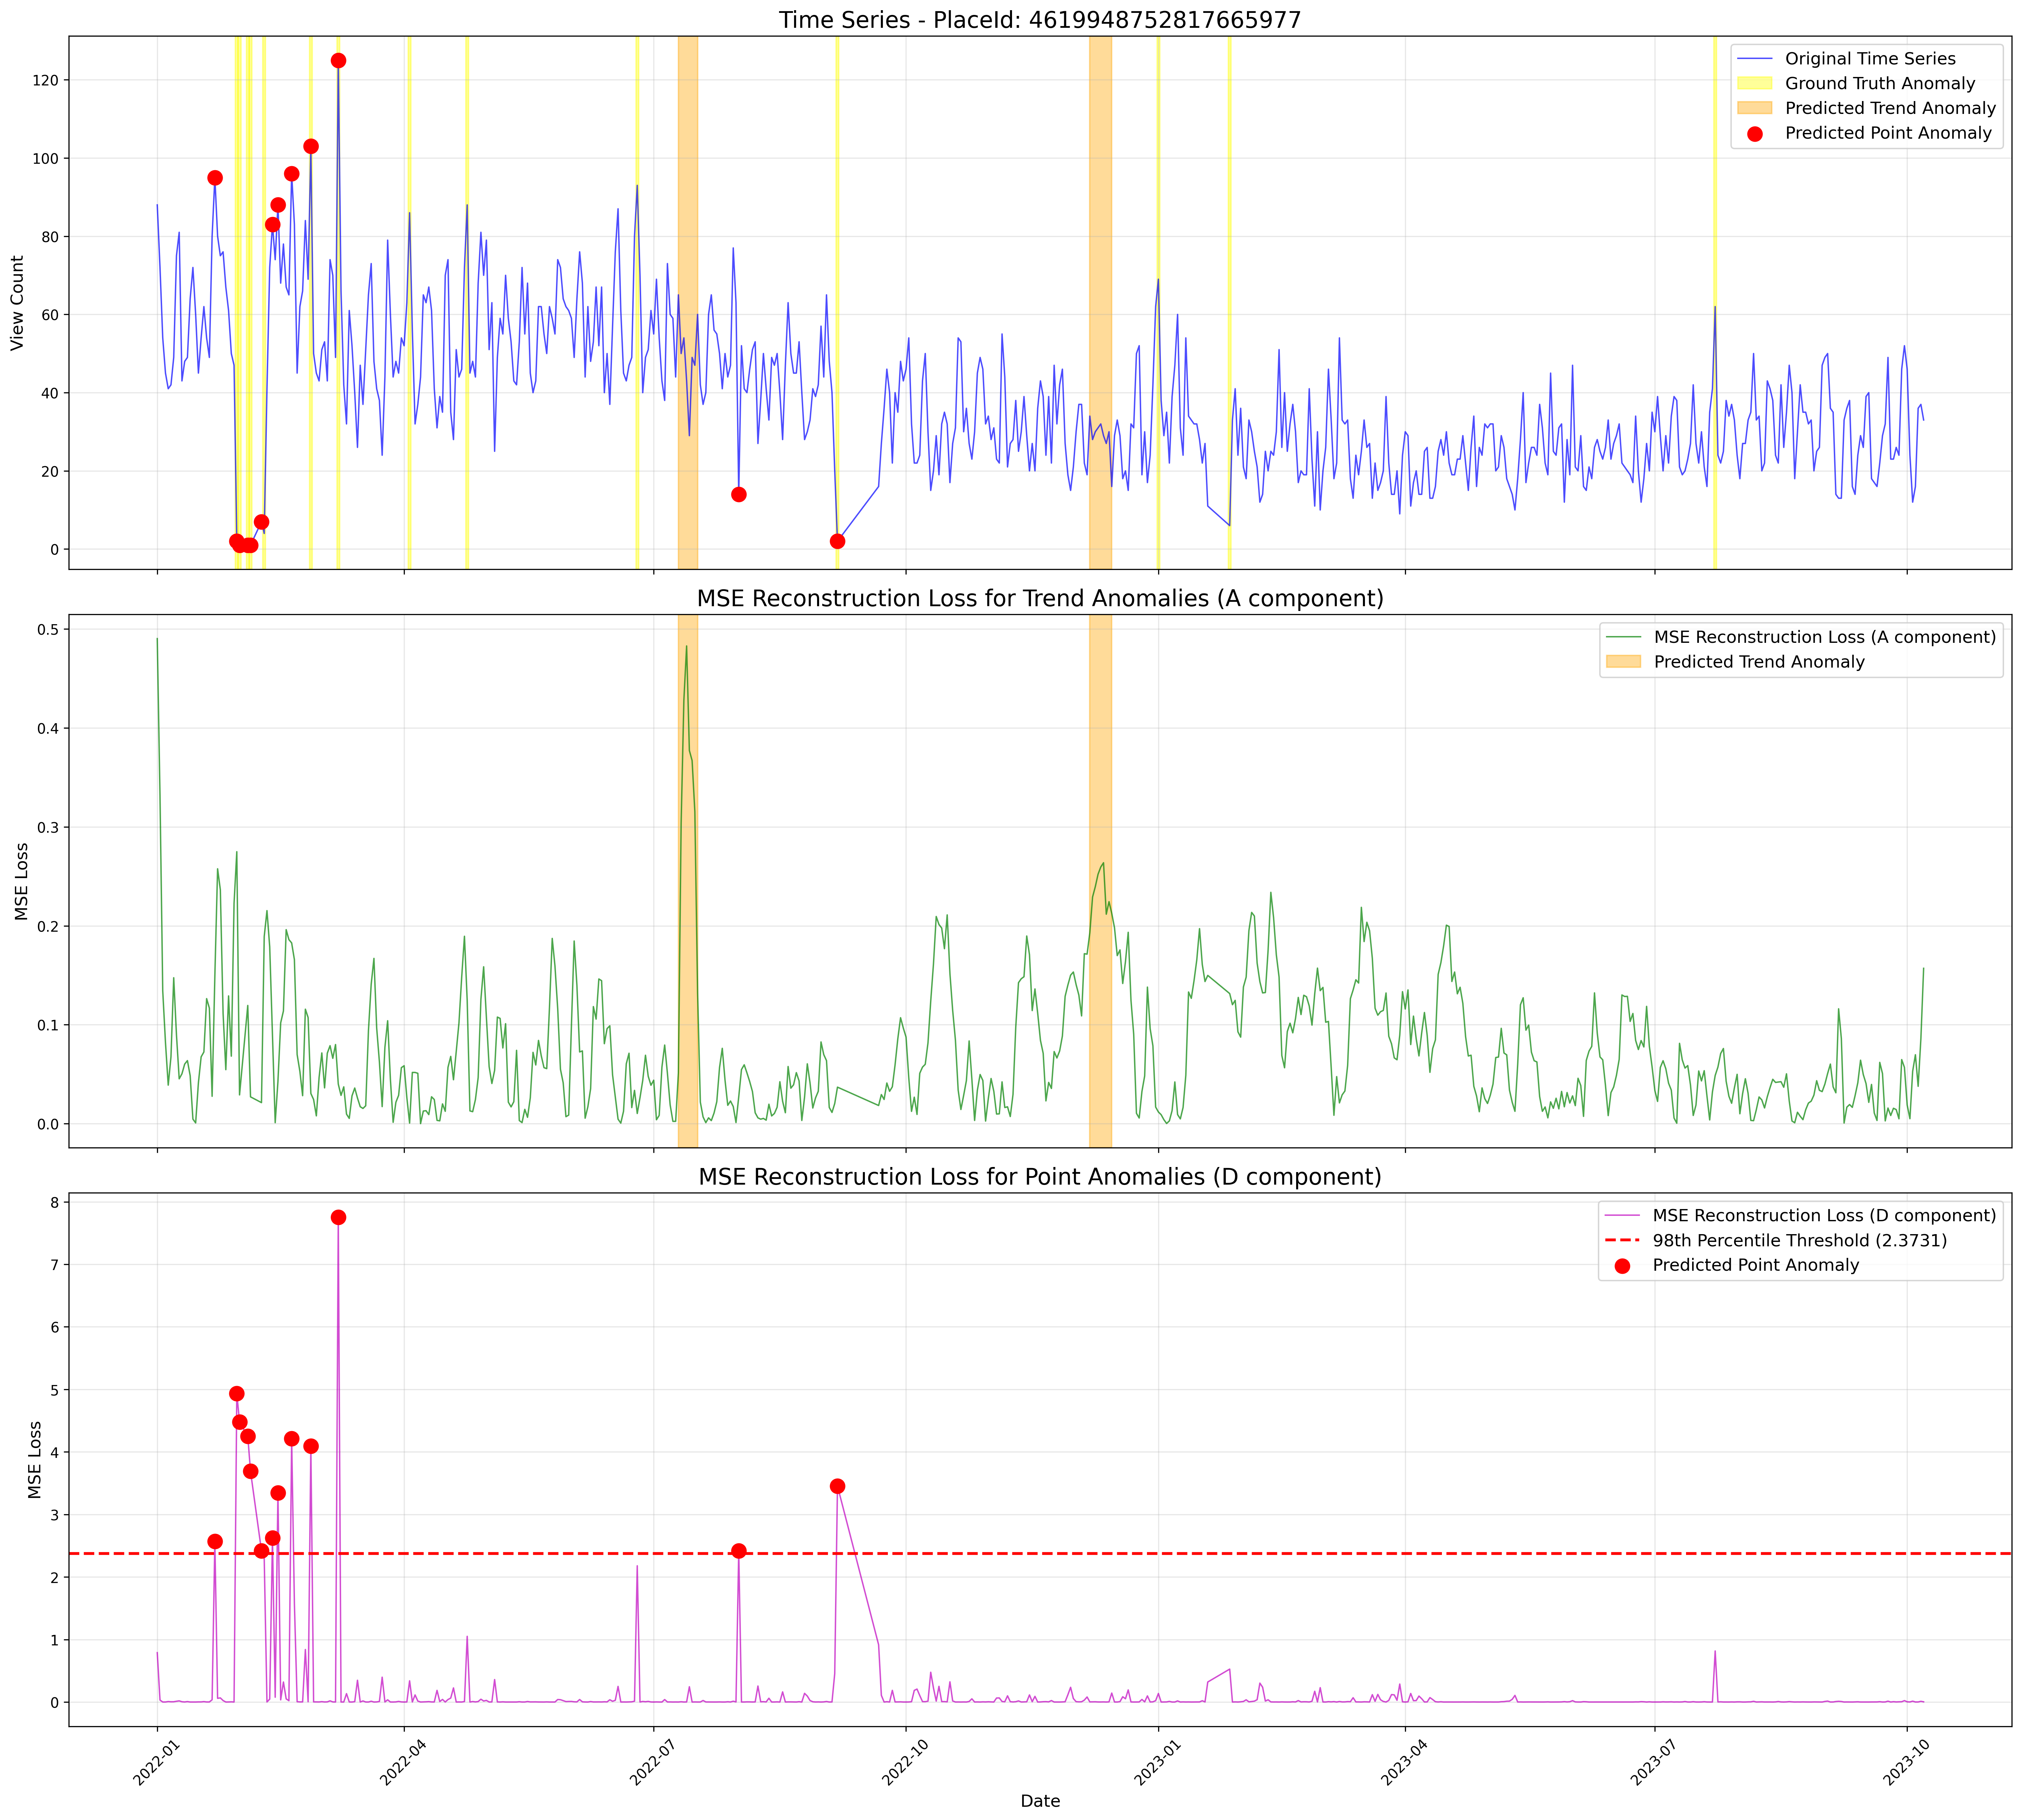 Time Series - PlaceId: 4619948752817665977
View Count
120
100
80
60
40
20
0
Original Time Series
Ground Truth Anomaly
Predicted Trend Anomaly
Predicted Point Anomaly
MSE Reconstruction Loss for Trend Anomalies (A component)
MSE Loss
0.5
0.4
0.3
0.2
0.1
0.0
MSE Reconstruction Loss (A component)
Predicted Trend Anomaly
MSE Reconstruction Loss for Point Anomalies (D component)
MSE Loss
8
7
6
5
4
3
2
1
0
MSE Reconstruction Loss (D component)
98th Percentile Threshold (2.3731)
Predicted Point Anomaly
2022-01
2022-04
2022-07
2022-10
2023-01
2023-04
2023-07
2023-10
Date